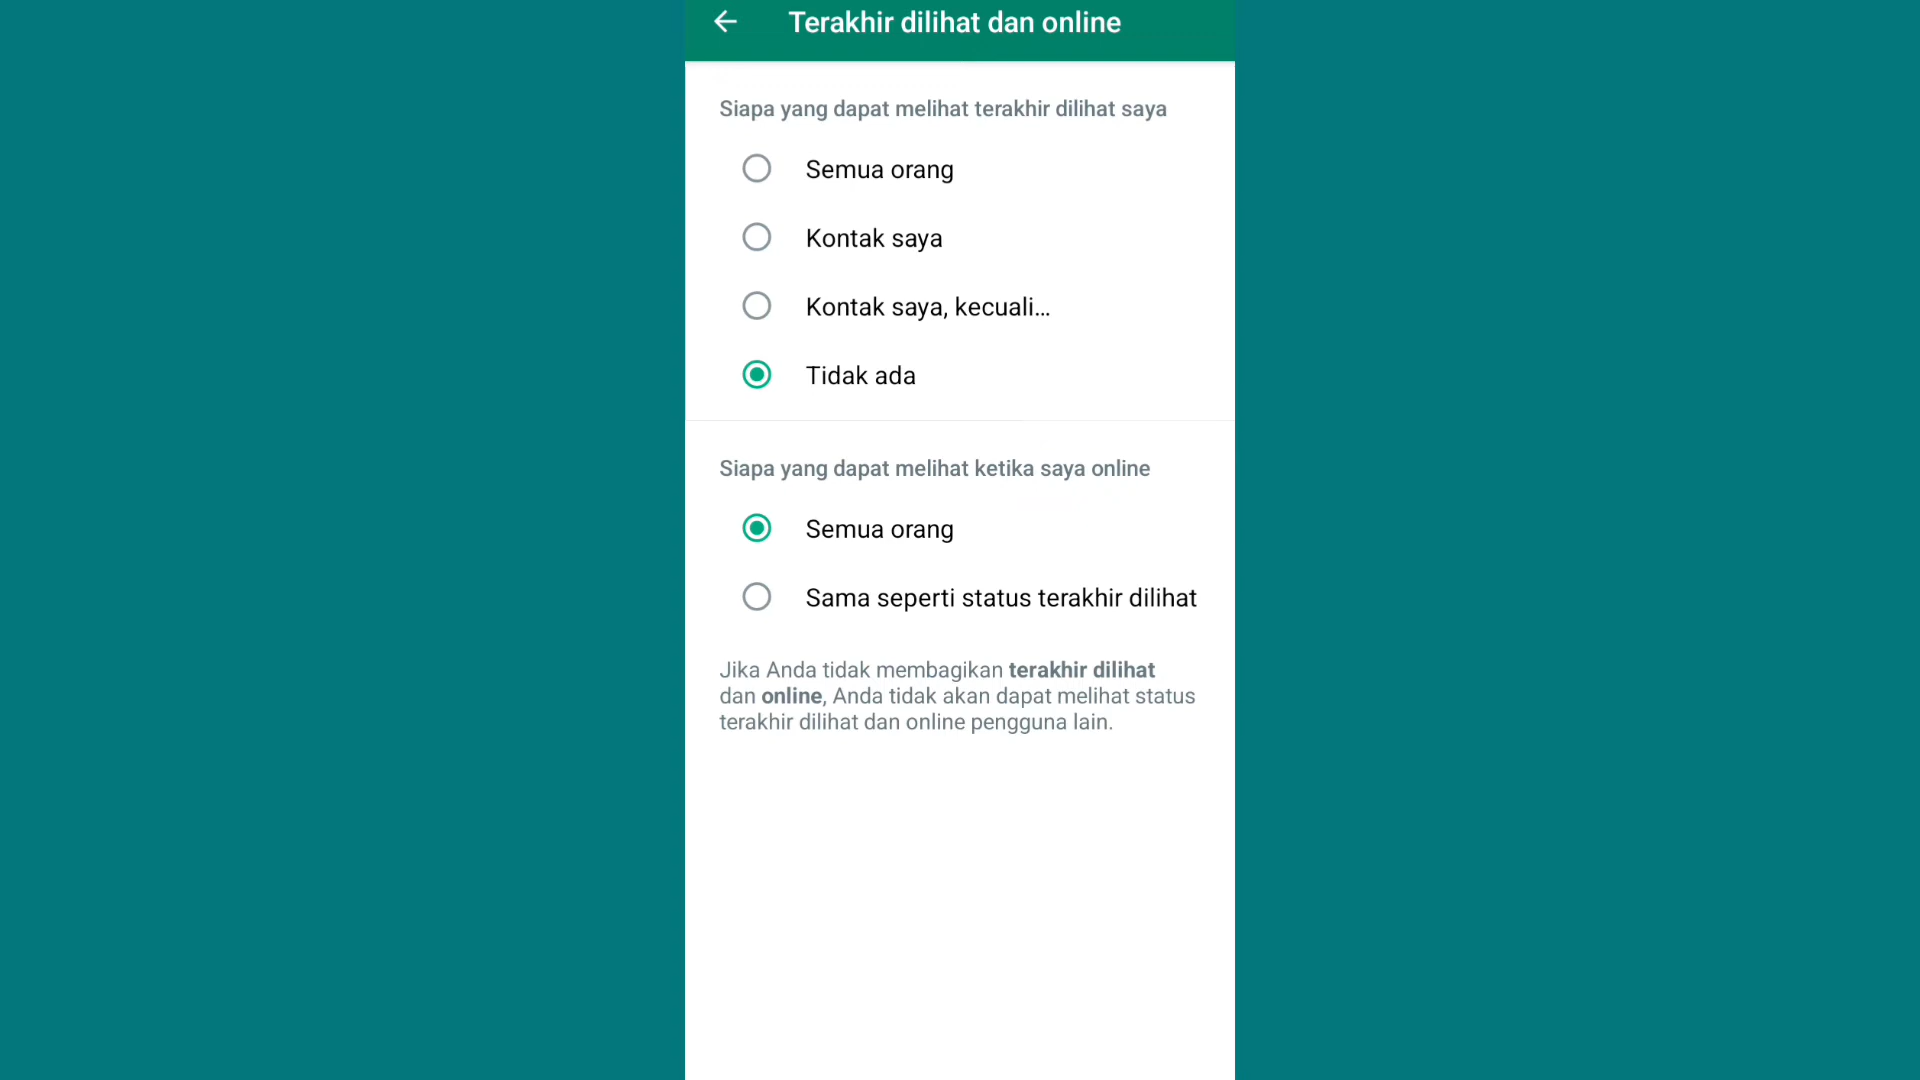 Terakhir dilihat dan online
Siapa yang dapat melihat terakhir dilihat saya
Semua orang
Kontak saya
Kontak saya, kecuali...
Tidak ada
Siapa yang dapat melihat ketika saya online
Semua orang
Sama seperti status terakhir dilihat
Jika Anda tidak membagikan terakhir dilihat
dan online, Anda tidak akan dapat melihat status
terakhir dilihat dan online pengguna lain.